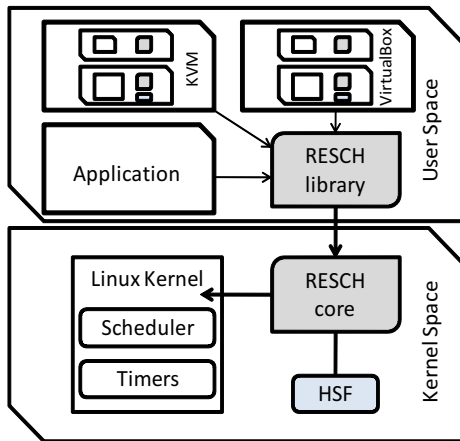 KVM
VirtualBox
User Space
Application
RESCH
library
Linux Kernel
Scheduler
Timers
RESCH
core
HSF
Kernel Space